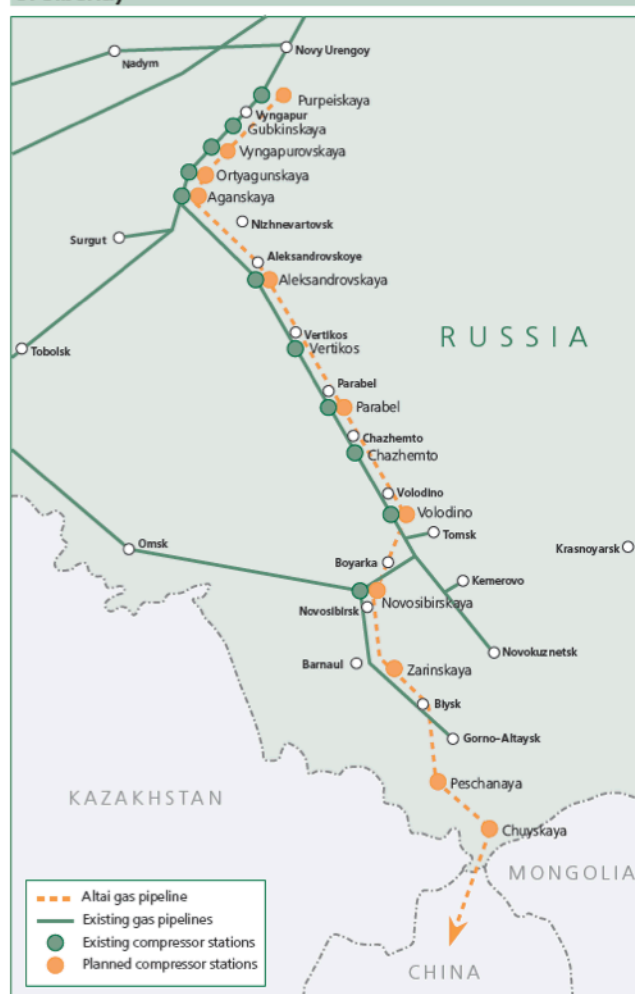 Nadym
Novy Urengoy
Purpeiskaya
Vyngapur
Gubkinskaya
Vyngapurovskaya
Ortyagunskaya
Aganskaya
Nizhnevartovsk
Surgut
Aleksandrovskoye
Aleksandrovskaya
RUSSIA
Vertikos
Vertikos
Tobolsk
Parabel
Parabel
Chazhemto
Chazhemto
Volodino
Volodino
Tomsk
Omsk
Krasnoyarsk
Boyarka
Kemerovo
Novosibirskaya
Novosibirsk
Novokuznetsk
Barnaul
Zarinskaya
Biysk
Gorno-Altaysk
Peschanaya
KAZAKHSTAN
Chuyskaya
MONGOLIA
Altai gas pipeline
Existing gas pipelines
Existing compressor stations
Planned compressor stations
CHINA